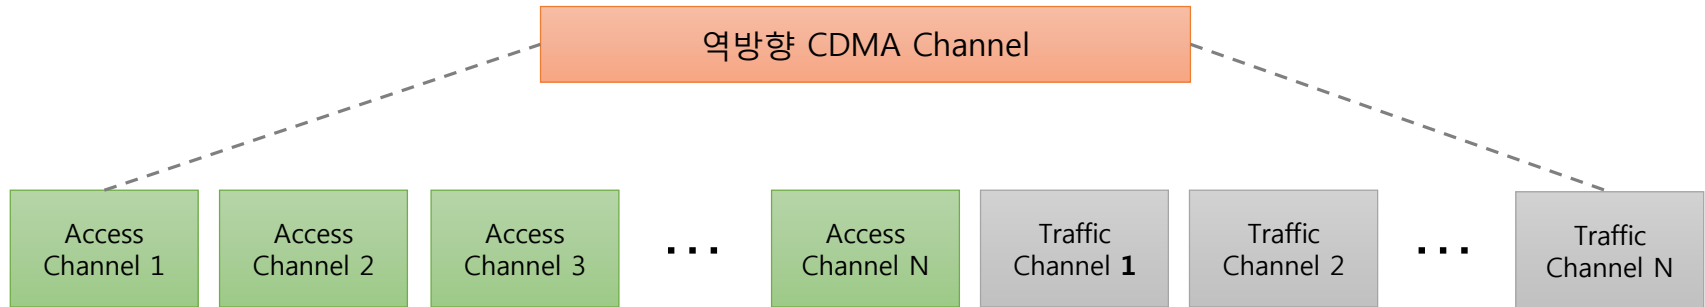 역방향 CDMA Channel
Access
Channel 1
Access
Channel 2
Access
Channel 3
...
Access
Channel N
Traffic
Channel 1
Traffic
Channel 2
...
Traffic
Channel N